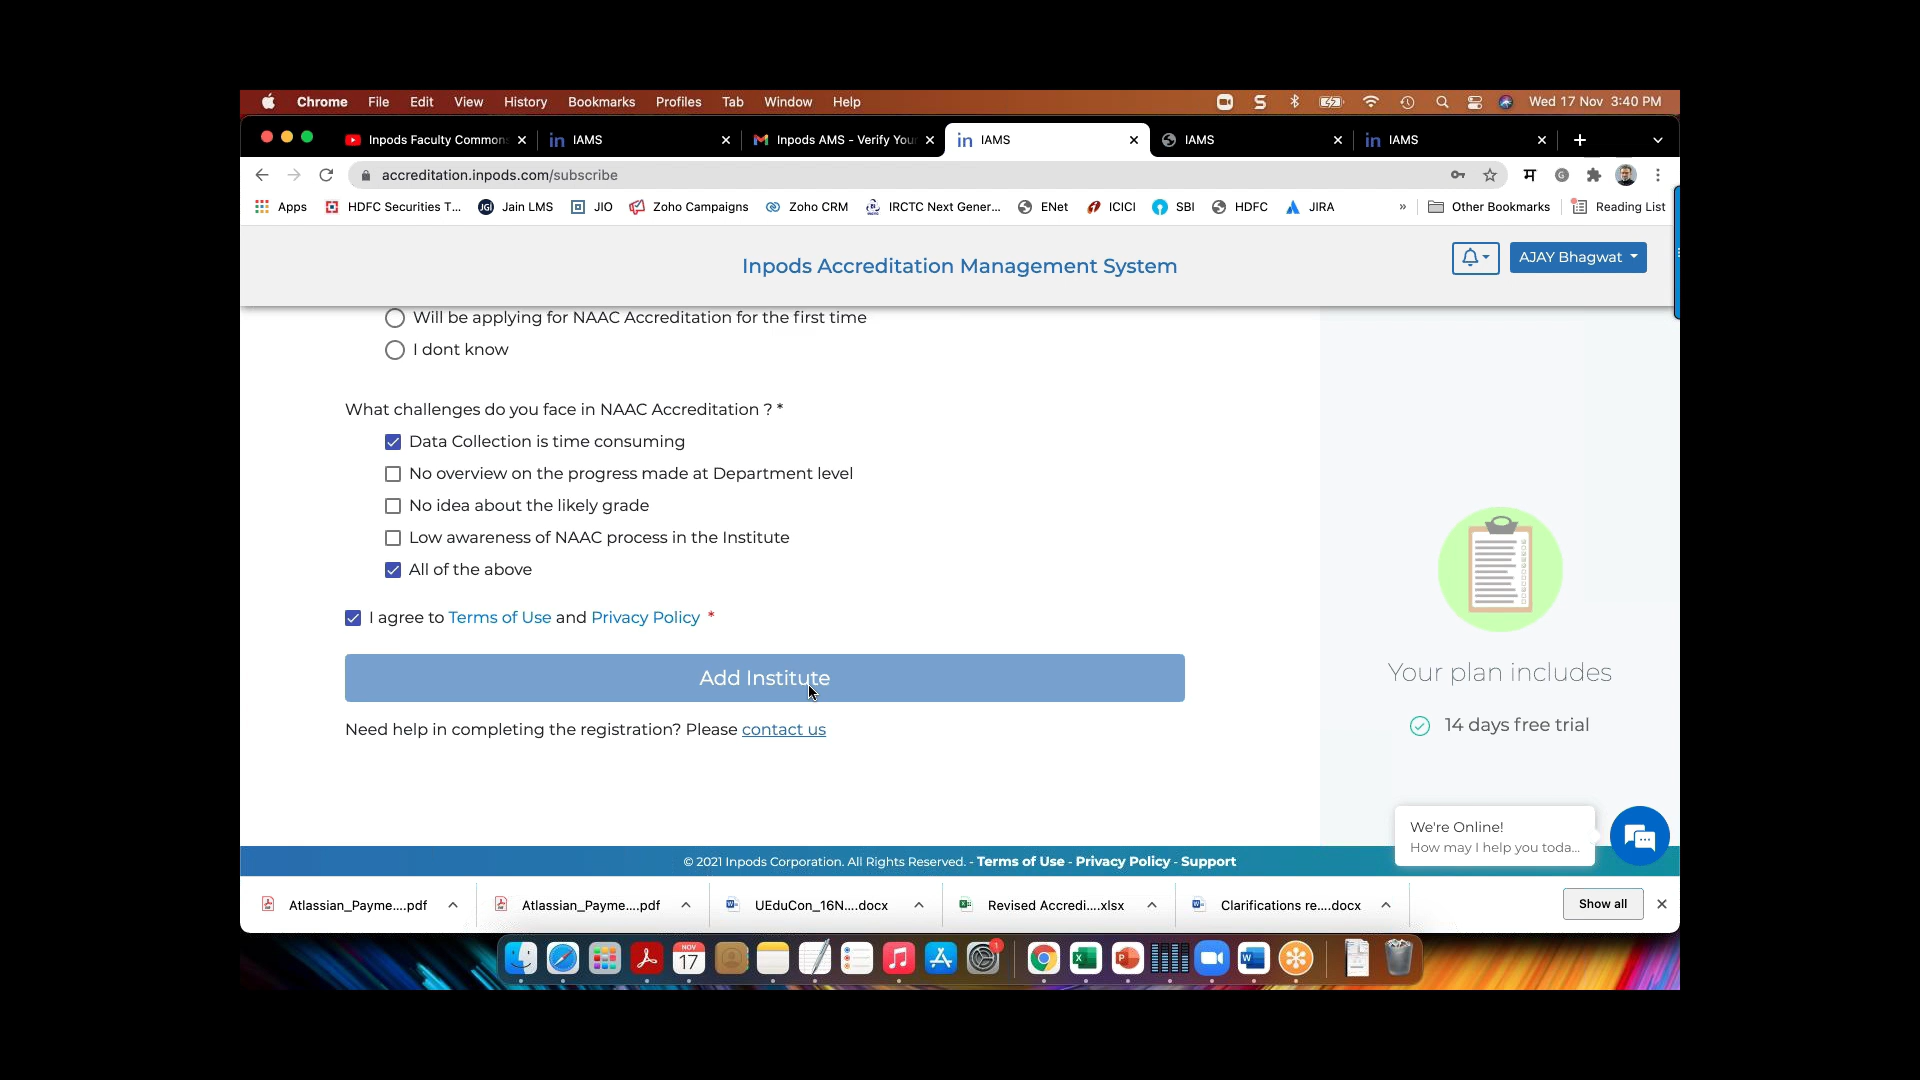 Chrome File Edit View History Bookmarks Profiles Tab Window Help Wed 17 Nov 3:40 PM
Inpods Faculty Commons IAMS Inpods AMS - Verify Your IAMS IAMS IAMS
accreditation.inpods.com/subscribe
Apps HDFC Securities T... Jain LMS JIO Zoho Campaigns Zoho CRM IRCTC Next Gener... ENet ICICI SBI HDFC JIRA » Other Bookmarks Reading List
Inpods Accreditation Management System
AJAY Bhagwat
Will be applying for NAAC Accreditation for the first time
I dont know
What challenges do you face in NAAC Accreditation ? *
Data Collection is time consuming
No overview on the progress made at Department level
No idea about the likely grade
Low awareness of NAAC process in the Institute
All of the above
I agree to Terms of Use and Privacy Policy *
Add Institute
Need help in completing the registration? Please contact us
Your plan includes
14 days free trial
We're Online!
How may I help you toda...
© 2021 Inpods Corporation. All Rights Reserved. - Terms of Use - Privacy Policy - Support
Atlassian_Payme....pdf Atlassian_Payme....pdf UEduCon_16N....docx Revised Accredi....xlsx Clarifications re....docx Show all
NOV
17
1